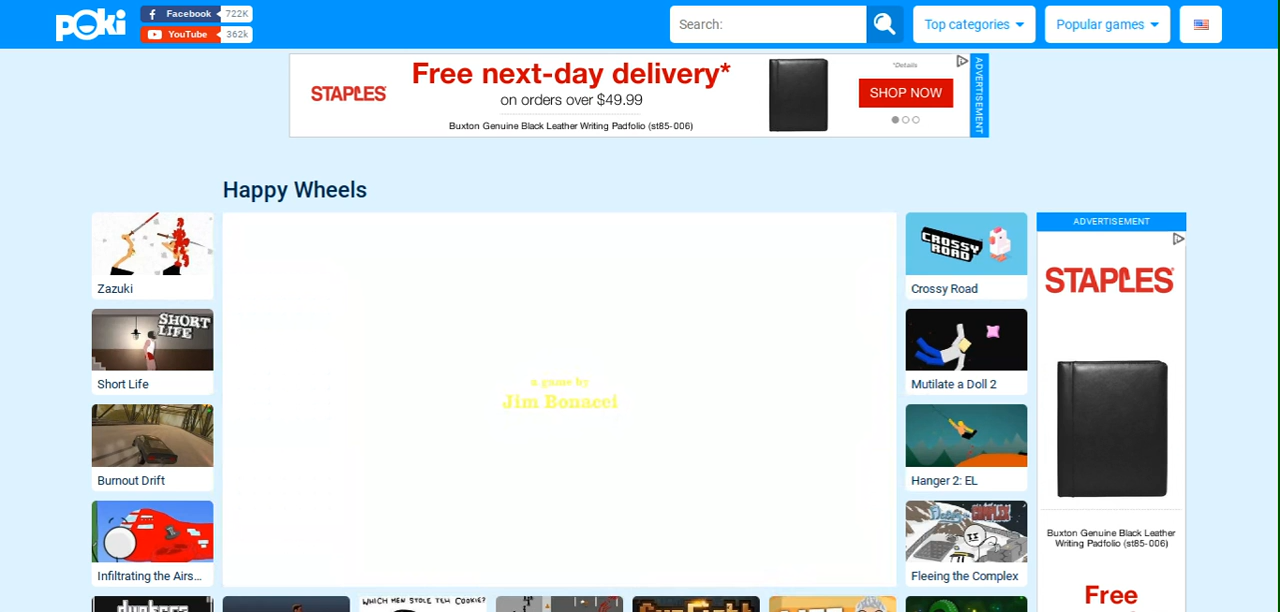 POKi
Facebook 722K
YouTube 362k
Search:
Top categories
Popular games
STAPLES
Free next-day delivery*
on orders over $49.99
Buxton Genuine Black Leather Writing Padfolio (st85-006)
*Details
SHOP NOW
ADVERTISEMENT
Happy Wheels
Zazuki
SHORT
LIFE
Short Life
Burnout Drift
Infiltrating the Airs...
a game by
Jim Bonacci
CROSSY
ROAD
Crossy Road
Mutilate a Doll 2
Hanger 2: EL
Fleeing the Complex
ADVERTISEMENT
STAPLES
Buxton Genuine Black Leather
Writing Padfolio (st85-006)
Free
WHICH MEN STOLE TEH COOKIE?